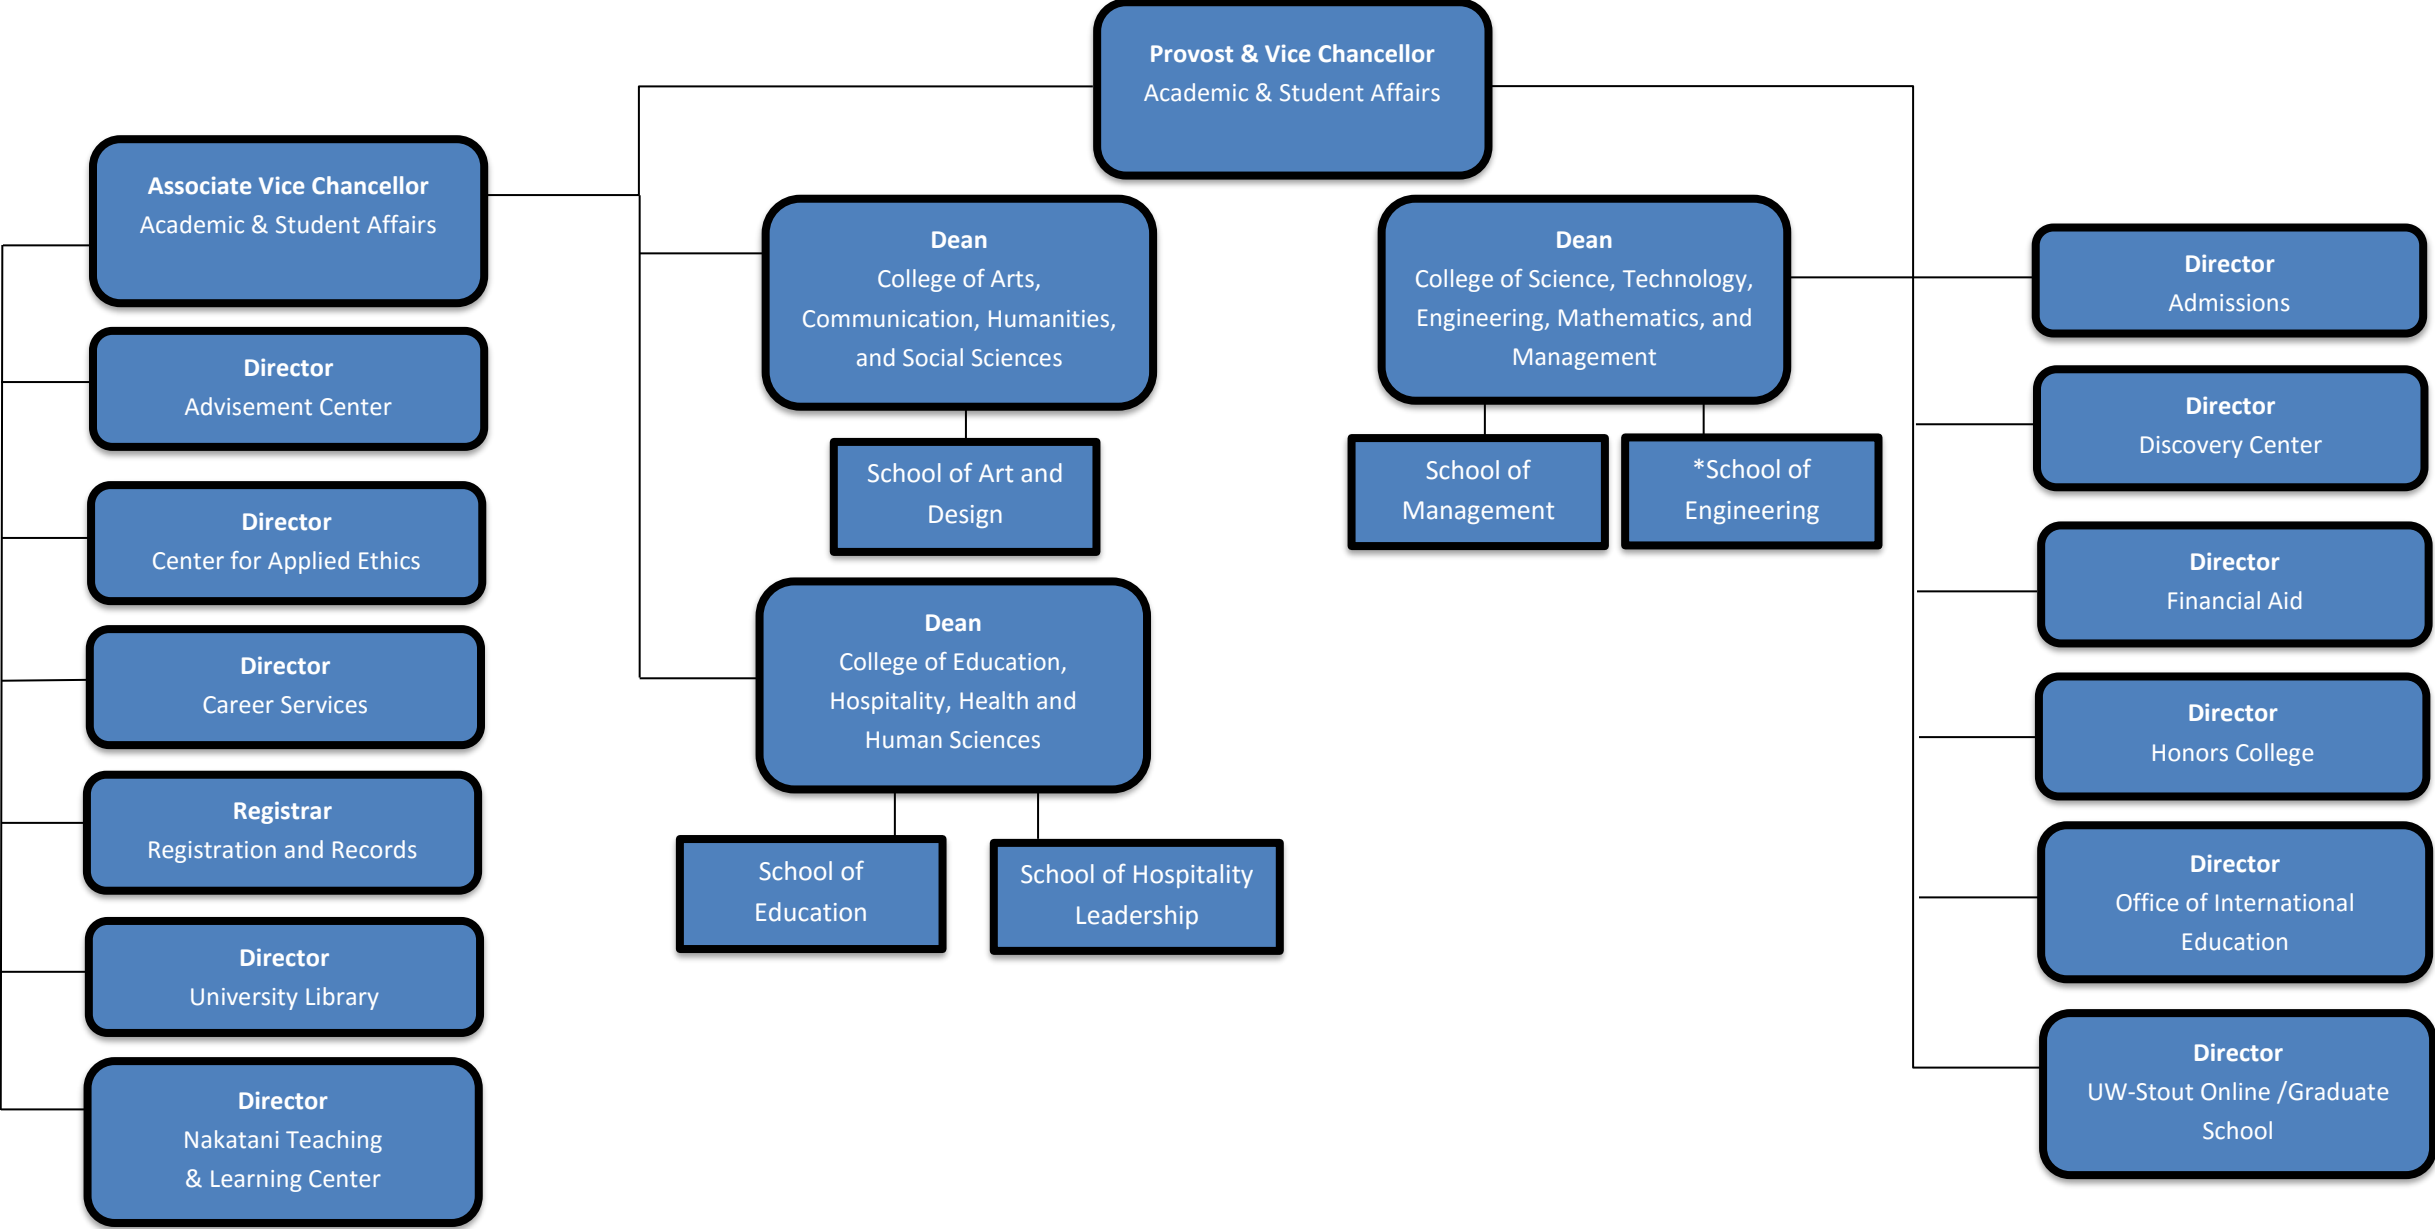 Provost & Vice Chancellor
Academic & Student Affairs
Associate Vice Chancellor
Academic & Student Affairs
Director
Advisement Center
Director
Center for Applied Ethics
Director
Career Services
Registrar
Registration and Records
Director
University Library
Director
Nakatani Teaching
& Learning Center
Dean
College of Arts,
Communication, Humanities,
and Social Sciences
School of Art and
Design
Dean
College of Education,
Hospitality, Health and
Human Sciences
School of
Education
School of Hospitality
Leadership
Dean
College of Science, Technology,
Engineering, Mathematics, and
Management
School of
Management
*School of
Engineering
Director
Admissions
Director
Discovery Center
Director
Financial Aid
Director
Honors College
Director
Office of International
Education
Director
UW-Stout Online /Graduate
School